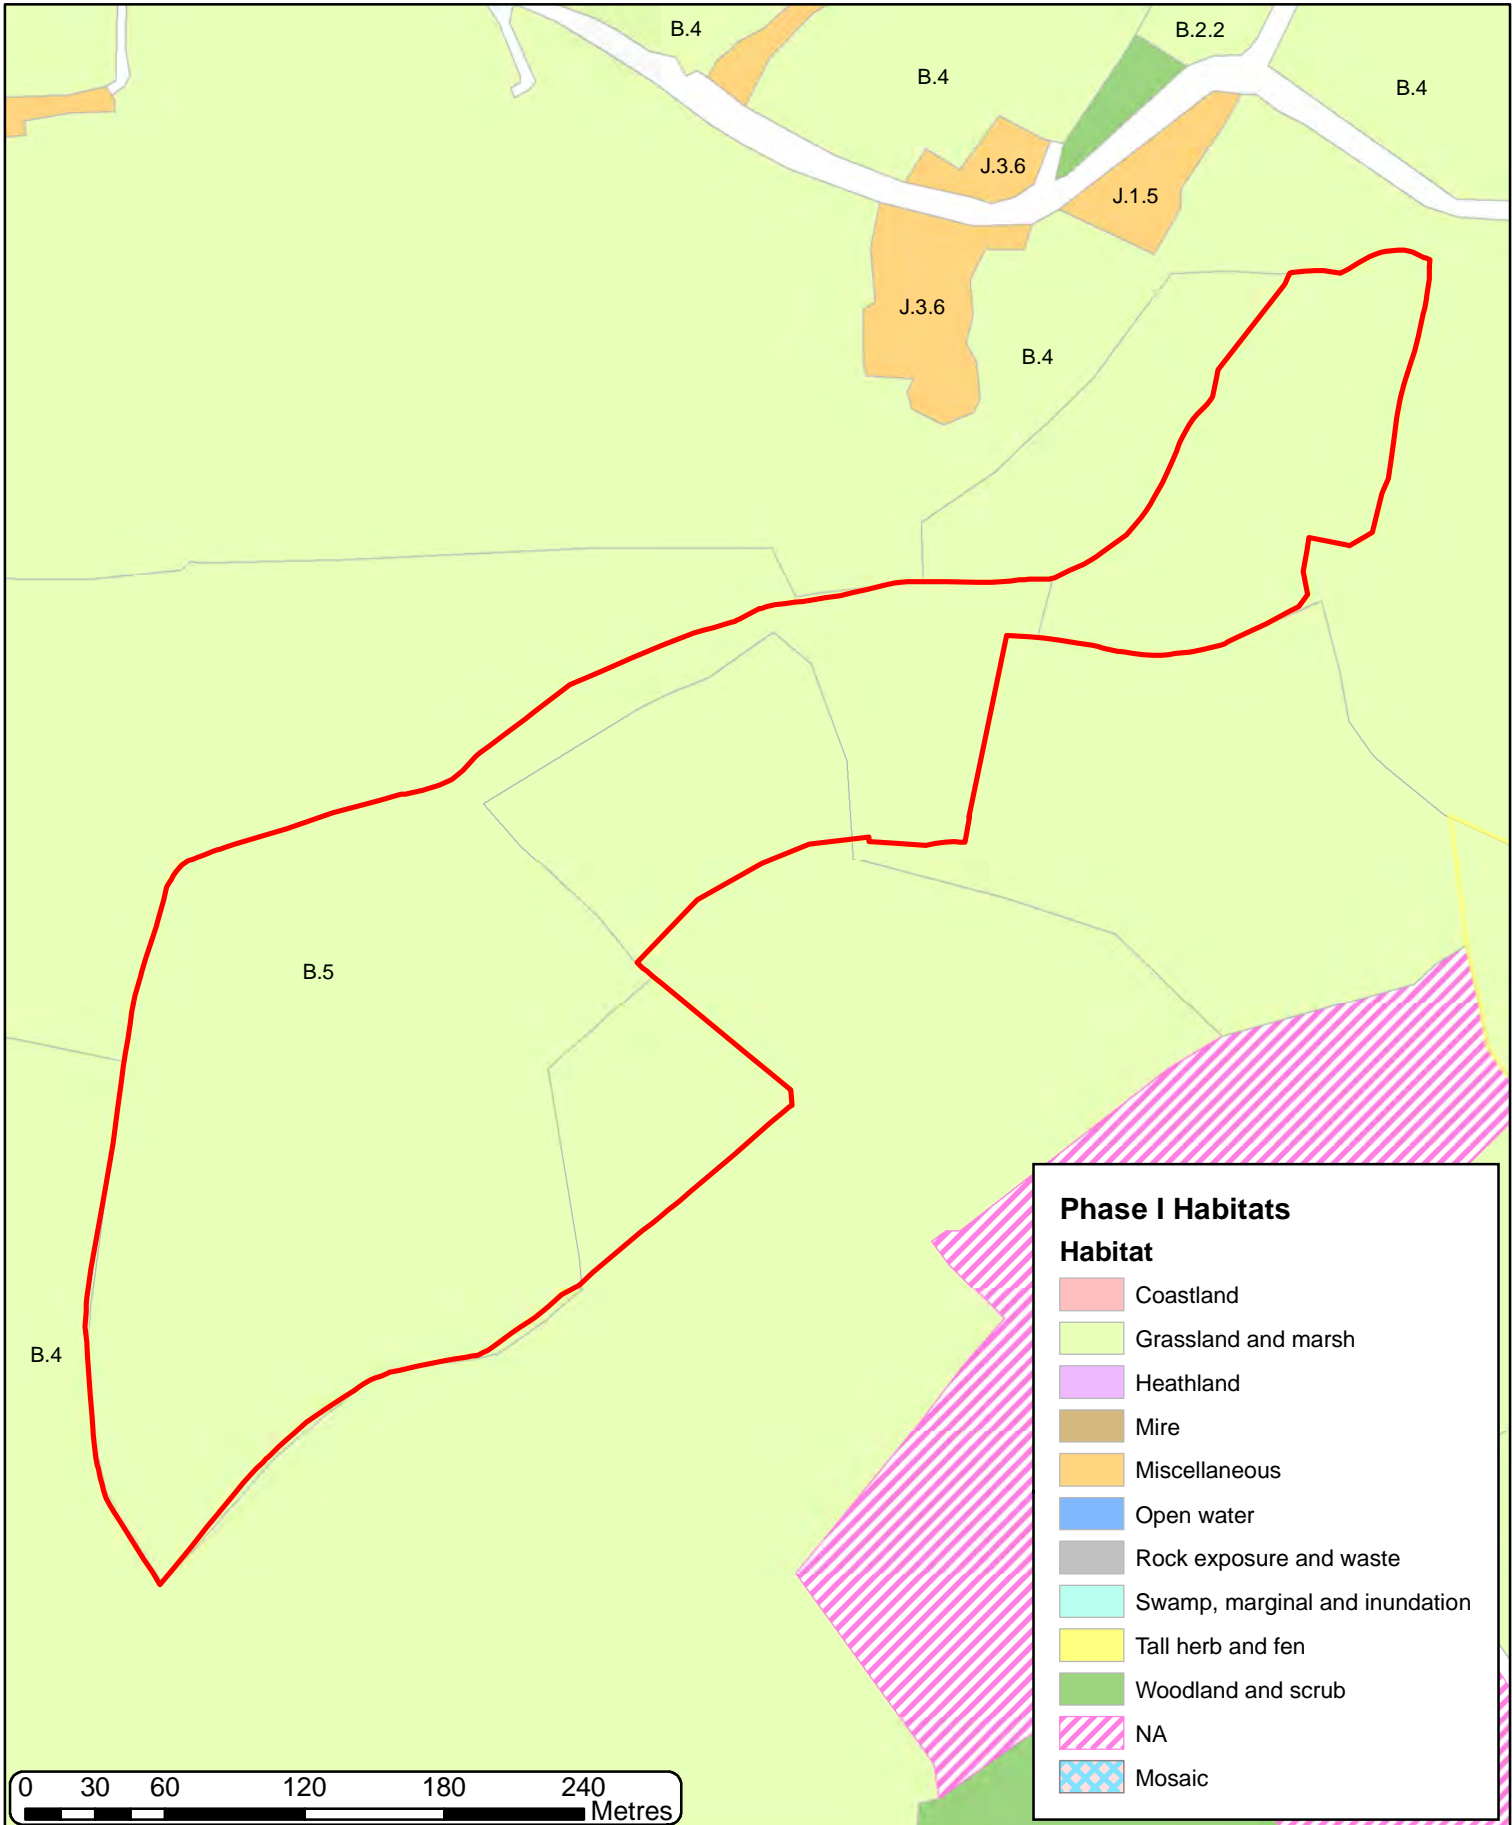 B.4
B.2.2
B.4
B.4
J.3.6
J.1.5
J.3.6
B.4
B.5
B.4
Phase I Habitats
Habitat
Coastland
Grassland and marsh
Heathland
Mire
Miscellaneous
Open water
Rock exposure and waste
Swamp, marginal and inundation
Tall herb and fen
Woodland and scrub
NA
Mosaic
0 30 60 120 180 240
Metres